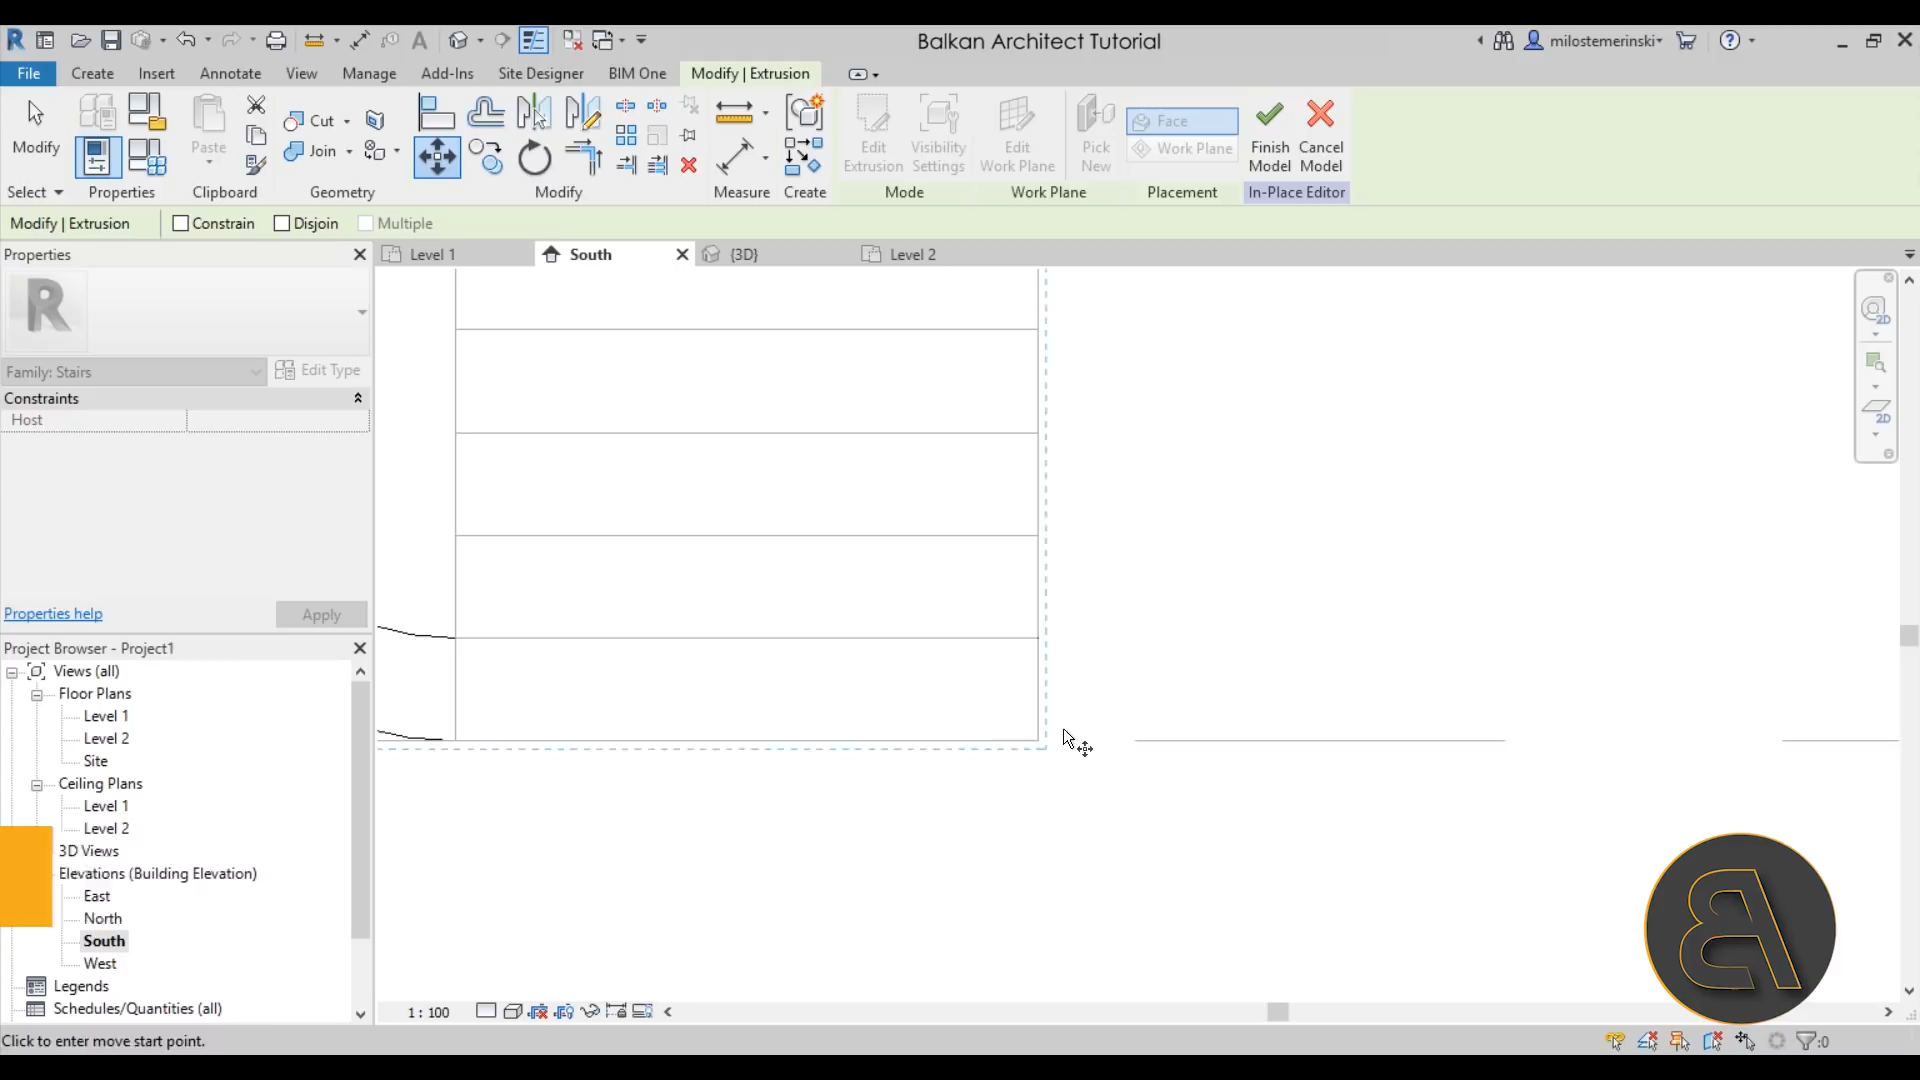 Balkan Architect Tutorial
milostemerinski
File Create Insert Annotate View Manage Add-Ins Site Designer BIM One Modify | Extrusion
Modify
Paste
Cut
Join
Edit Extrusion
Visibility Settings
Edit Work Plane
Pick New
Face
Work Plane
Finish Model
Cancel Model
Select Properties Clipboard Geometry Modify Measure Create Mode Work Plane Placement In-Place Editor
Modify | Extrusion Constrain Disjoin Multiple
Properties
Level 1 South {3D} Level 2
R
Family: Stairs Edit Type
Constraints
Host
Properties help Apply
Project Browser - Project1
Views (all)
Floor Plans
Level 1
Level 2
Site
Ceiling Plans
Level 1
Level 2
3D Views
Elevations (Building Elevation)
East
North
South
West
Legends
Schedules/Quantities (all)
2D
2D
1 : 100
Click to enter move start point.
:0